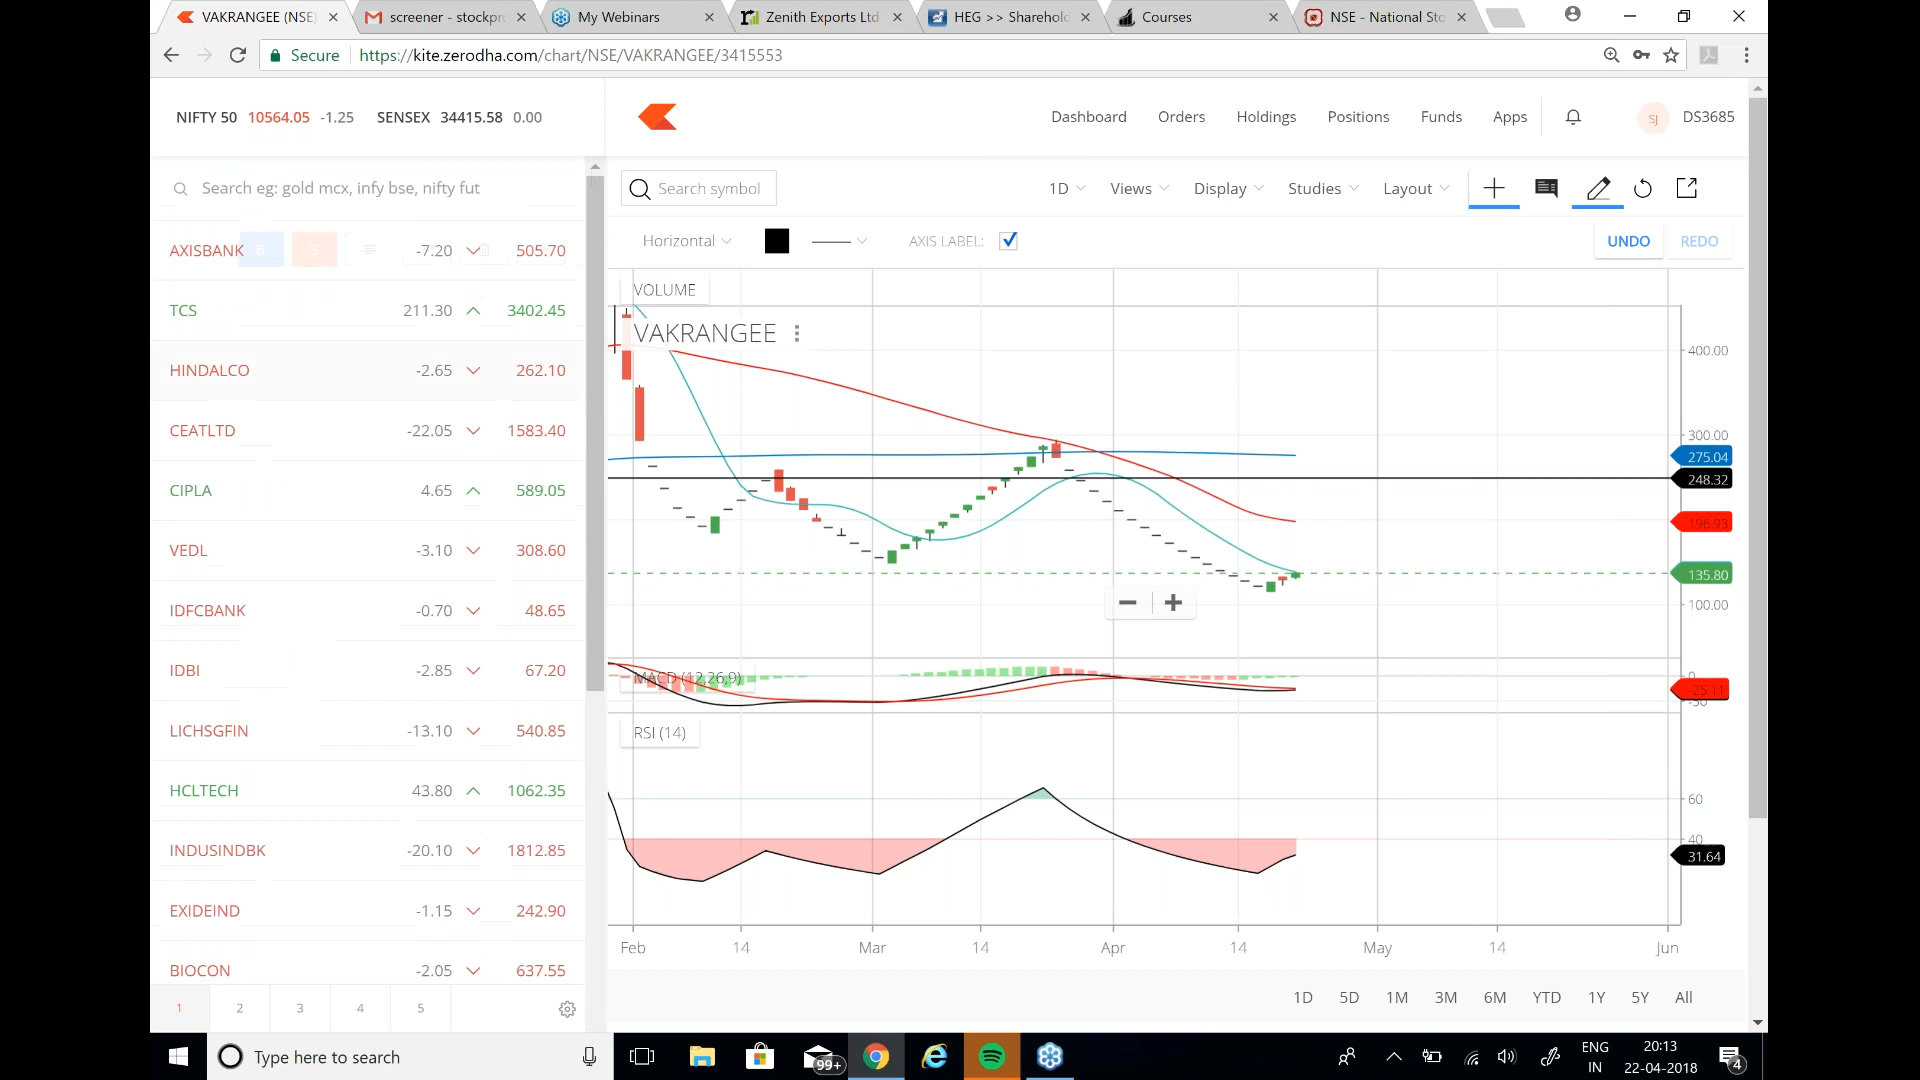 VAKRANGEE (NSE)
screener - stockpro
My Webinars
Zenith Exports Ltd
HEG >> Sharehold
Courses
NSE - National Sto
Secure
https://kite.zerodha.com/chart/NSE/VAKRANGEE/3415553
NIFTY 50 10564.05 -1.25 SENSEX 34415.58 0.00
Dashboard Orders Holdings Positions Funds Apps
SJ DS3685
Search eg: gold mcx, infy bse, nifty fut
Search symbol
1D Views Display Studies Layout
Horizontal
AXIS LABEL:
UNDO REDO
AXISBANK B S -7.20 505.70
TCS 211.30 3402.45
HINDALCO -2.65 262.10
CEATLTD -22.05 1583.40
CIPLA 4.65 589.05
VEDL -3.10 308.60
IDFCBANK -0.70 48.65
IDBI -2.85 67.20
LICHSGFIN -13.10 540.85
HCLTECH 43.80 1062.35
INDUSINDBK -20.10 1812.85
EXIDEIND -1.15 242.90
BIOCON -2.05 637.55
1 2 3 4 5
VOLUME
VAKRANGEE
400.00
300.00
275.04
248.32
196.93
135.80
100.00
MACD (12,26,9)
0
-25.11
-50
RSI (14)
60
40
31.64
Feb 14 Mar 14 Apr 14 May 14 Jun
1D 5D 1M 3M 6M YTD 1Y 5Y All
Type here to search
99+
ENG
IN
20:13
22-04-2018
4